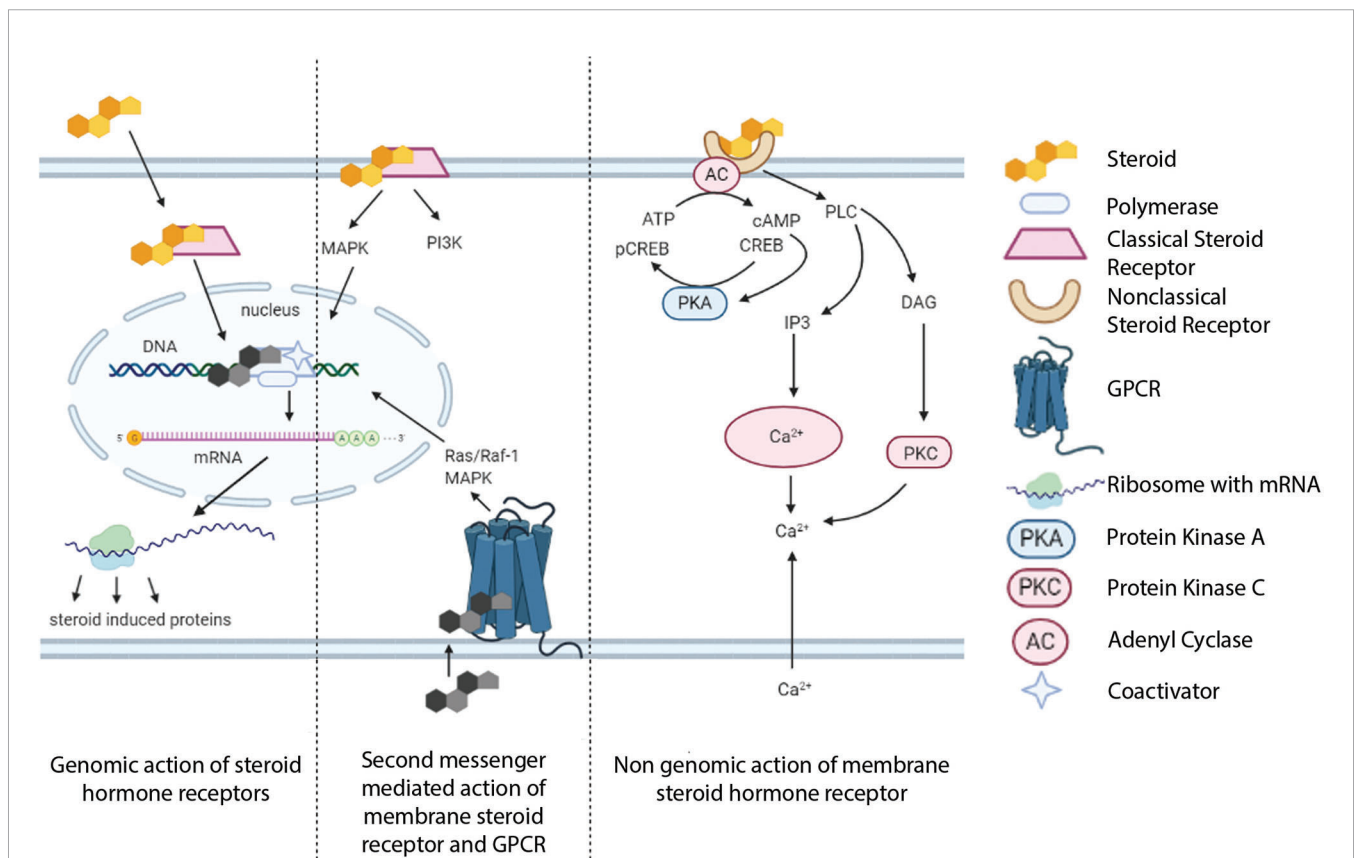 nucleus
DNA
5' G A A A ...3'
mRNA
steroid induced proteins
Genomic action of steroid
hormone receptors
MAPK
PI3K
Ras/Raf-1
MAPK
Second messenger
mediated action of
membrane steroid
receptor and GPCR
AC
ATP
cAMP
pCREB
CREB
PKA
PLC
IP3
DAG
Ca²⁺
PKC
Ca²⁺
Ca²⁺
Non genomic action of membrane
steroid hormone receptor
Steroid
Polymerase
Classical Steroid
Receptor
Nonclassical
Steroid Receptor
GPCR
Ribosome with mRNA
PKA Protein Kinase A
PKC Protein Kinase C
AC Adenyl Cyclase
Coactivator